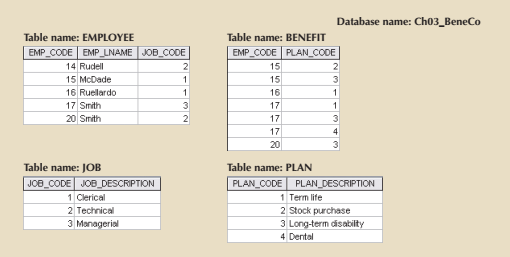 Database name: Ch03_BeneCo
Table name: EMPLOYEE
EMP_CODE EMP_LNAME JOB_CODE
14 Rudell 2
15 McDade 1
16 Ruellardo 1
17 Smith 3
20 Smith 2
Table name: BENEFIT
EMP_CODE PLAN_CODE
15 2
15 3
16 1
17 1
17 3
17 4
20 3
Table name: JOB
JOB_CODE JOB_DESCRIPTION
1 Clerical
2 Technical
3 Managerial
Table name: PLAN
PLAN_CODE PLAN_DESCRIPTION
1 Term life
2 Stock purchase
3 Long-term disability
4 Dental